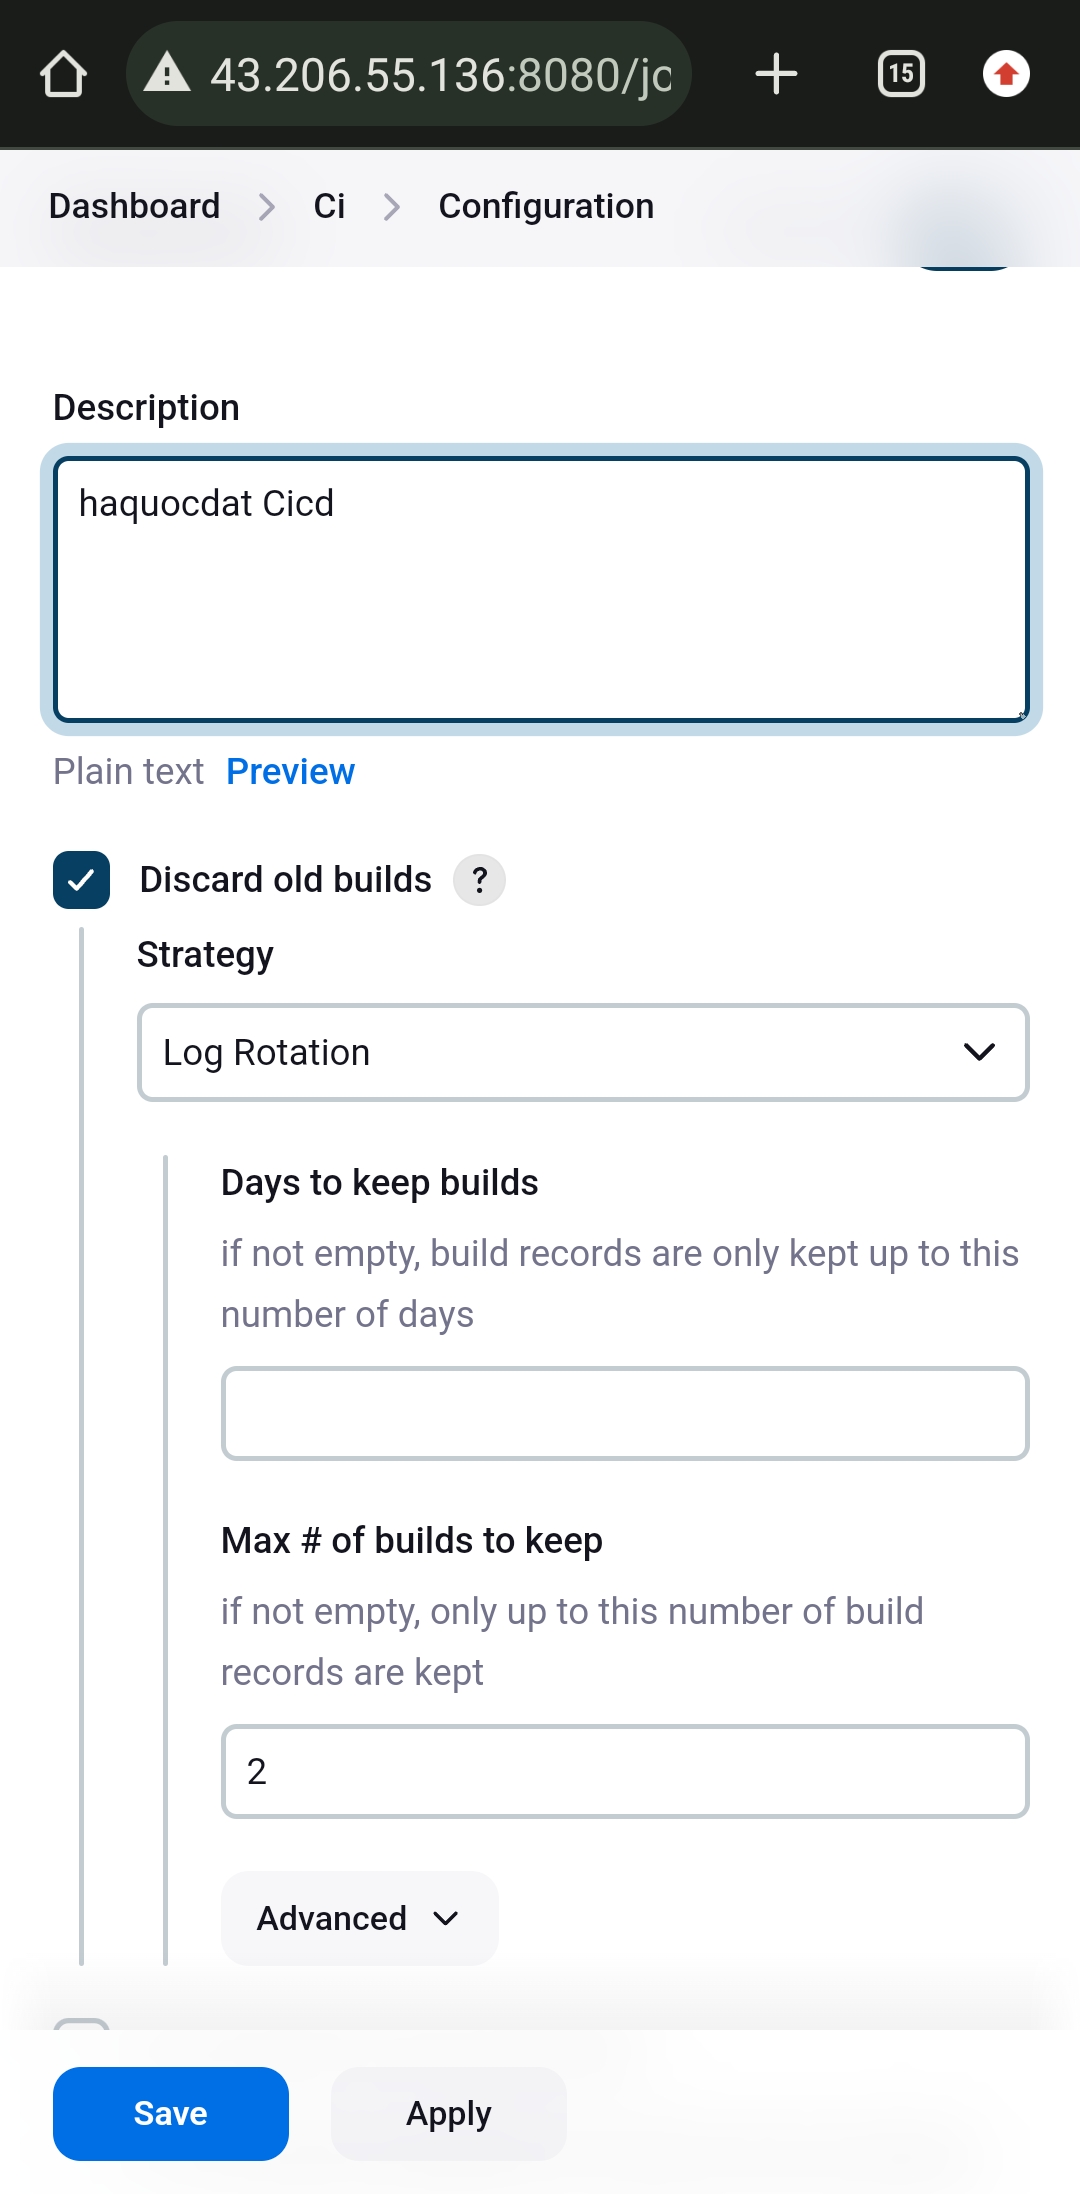 43.206.55.136:8080/jo
15
Dashboard > Ci > Configuration
Description
haquocdat Cicd
Plain text Preview
Discard old builds ?
Strategy
Log Rotation
Days to keep builds
if not empty, build records are only kept up to this
number of days
Max # of builds to keep
if not empty, only up to this number of build
records are kept
2
Advanced
Save Apply